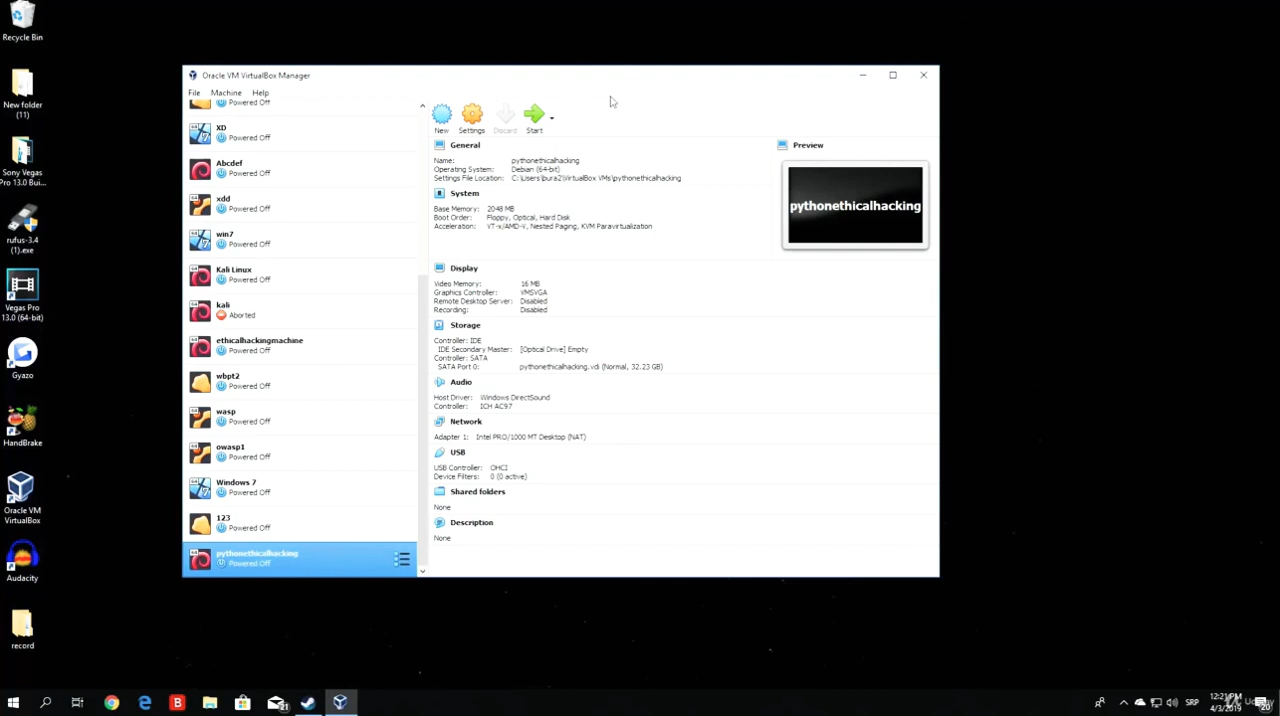 Recycle Bin
New folder
(11)
Sony Vegas
Pro 13.0 Bui...
rufus-3.4
(1).exe
Vegas Pro
13.0 (64-bit)
Gyazo
HandBrake
Oracle VM
VirtualBox
Audacity
record
Oracle VM VirtualBox Manager
File Machine Help
Powered Off
XD
Powered Off
Abcdef
Powered Off
xdd
Powered Off
win7
Powered Off
Kali Linux
Powered Off
kali
Aborted
ethicalhackingmachine
Powered Off
wbpt2
Powered Off
wasp
Powered Off
owasp1
Powered Off
Windows 7
Powered Off
123
Powered Off
pythonethicalhacking
Powered Off
New Settings Discard Start
General
Name: pythonethicalhacking
Operating System: Debian (64-bit)
Settings File Location: C:\Users\bura2\VirtualBox VMs\pythonethicalhacking
System
Base Memory: 2048 MB
Boot Order: Floppy, Optical, Hard Disk
Acceleration: VT-x/AMD-V, Nested Paging, KVM Paravirtualization
Display
Video Memory: 16 MB
Graphics Controller: VMSVGA
Remote Desktop Server: Disabled
Recording: Disabled
Storage
Controller: IDE
IDE Secondary Master: [Optical Drive] Empty
Controller: SATA
SATA Port 0: pythonethicalhacking.vdi (Normal, 32.23 GB)
Audio
Host Driver: Windows DirectSound
Controller: ICH AC97
Network
Adapter 1: Intel PRO/1000 MT Desktop (NAT)
USB
USB Controller: OHCI
Device Filters: 0 (0 active)
Shared folders
None
Description
None
Preview
pythonethicalhacking
21
SRP
12:21 PM
4/3/2019
20